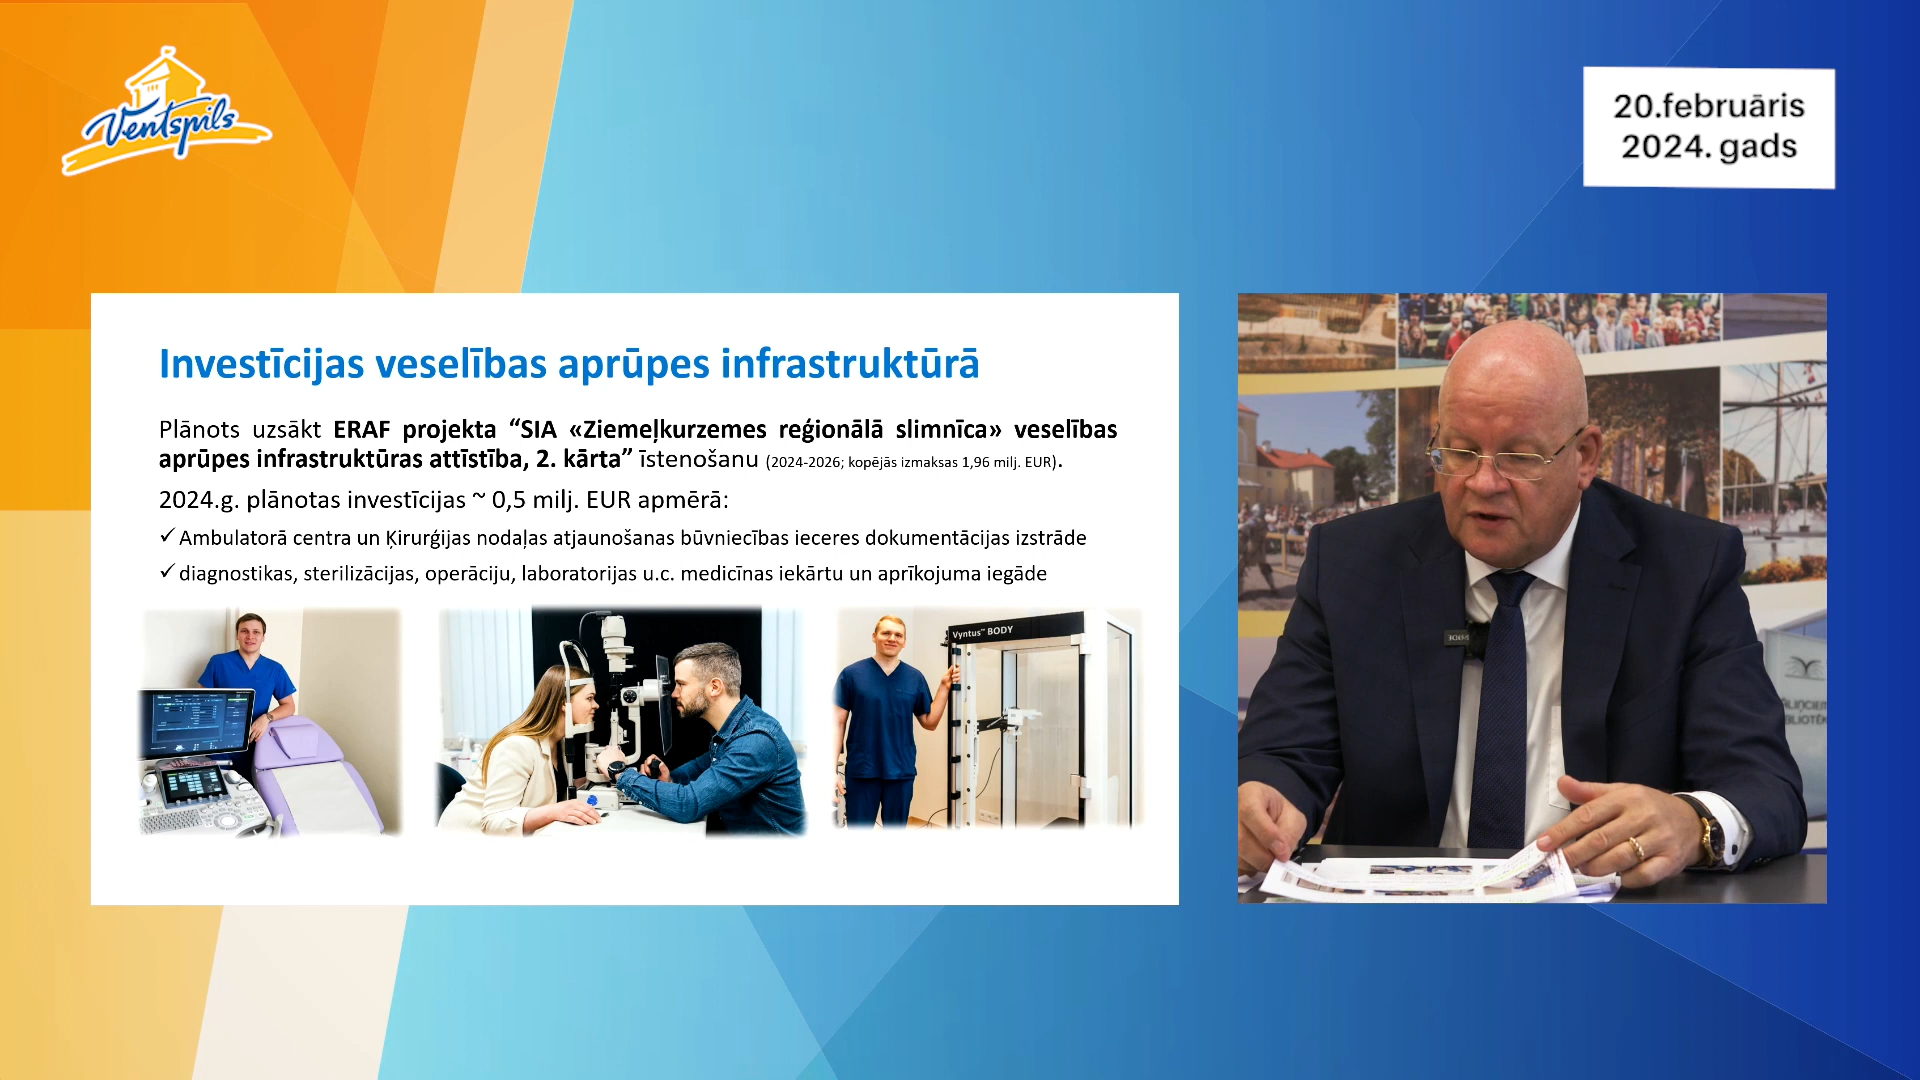 Ventspils
20.februāris
2024. gads
Investīcijas veselības aprūpes infrastruktūrā
Plānots uzsākt ERAF projekta “SIA «Ziemeļkurzemes reģionālā slimnīca» veselības
aprūpes infrastruktūras attīstība, 2. kārta” īstenošanu (2024-2026; kopējās izmaksas 1,96 milj. EUR).
2024.g. plānotas investīcijas ~ 0,5 milj. EUR apmērā:
✓ Ambulatorā centra un Ķirurģijas nodaļas atjaunošanas būvniecības ieceres dokumentācijas izstrāde
✓ diagnostikas, sterilizācijas, operāciju, laboratorijas u.c. medicīnas iekārtu un aprīkojuma iegāde
Vyntus™ BODY